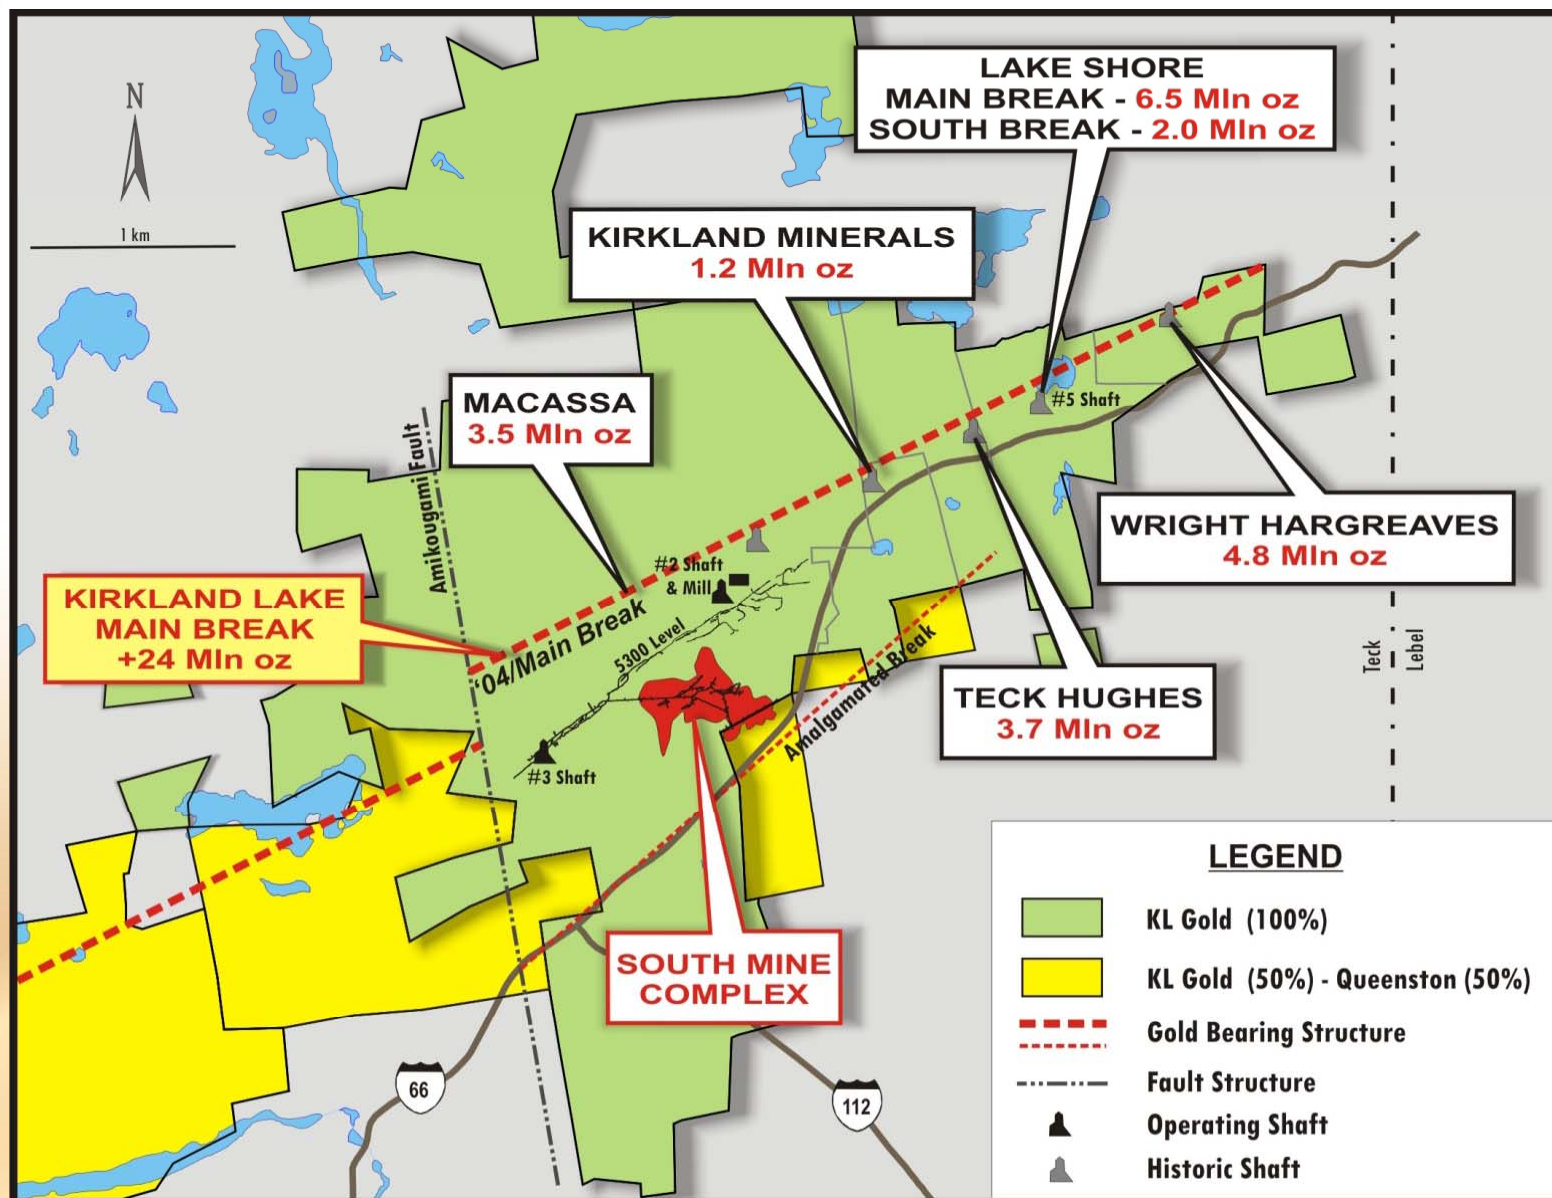 N
1 km
LAKE SHORE
MAIN BREAK - 6.5 Mln oz
SOUTH BREAK - 2.0 Mln oz
KIRKLAND MINERALS
1.2 Mln oz
MACASSA
3.5 Mln oz
#5 Shaft
WRIGHT HARGREAVES
4.8 Mln oz
Amikougami Fault
#2 Shaft
& Mill
KIRKLAND LAKE
MAIN BREAK
+24 Mln oz
'04/Main Break
5300 Level
#3 Shaft
Amalgamated Break
TECK HUGHES
3.7 Mln oz
Teck
Lebel
SOUTH MINE
COMPLEX
66
112
LEGEND
KL Gold (100%)
KL Gold (50%) - Queenston (50%)
Gold Bearing Structure
Fault Structure
Operating Shaft
Historic Shaft